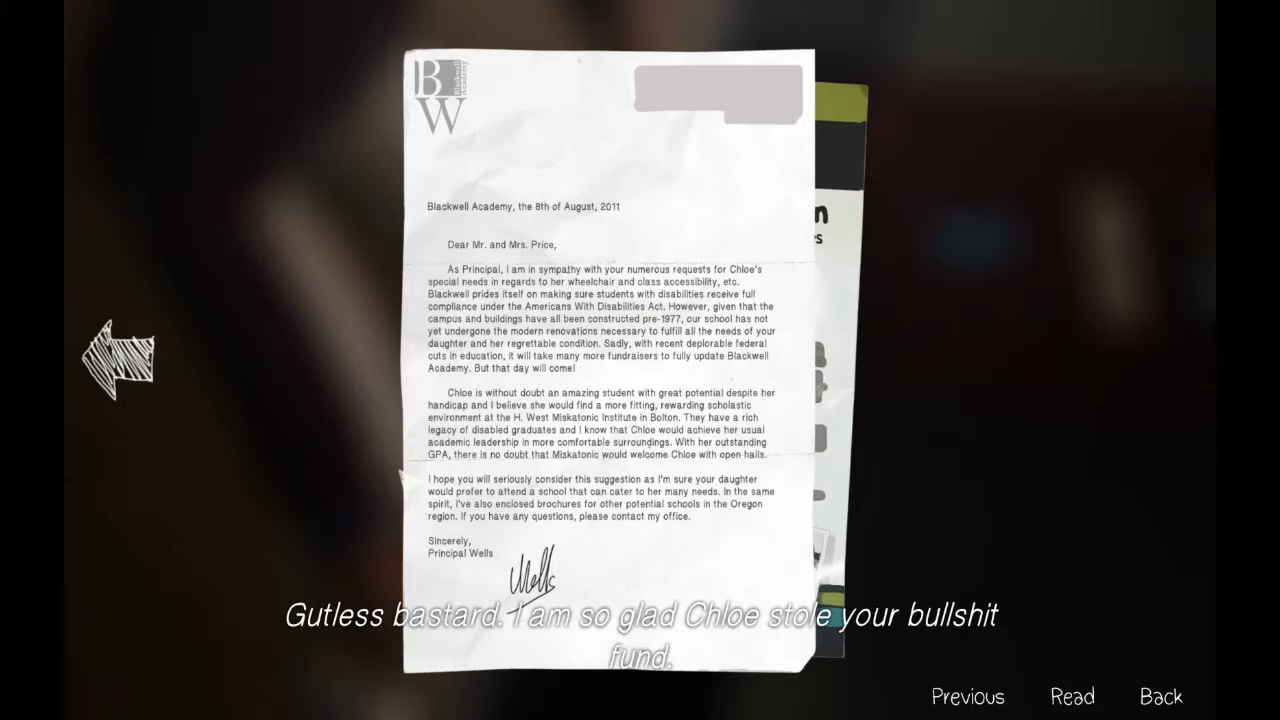 B
W
Blackwell
Academy
Blackwell Academy, the 8th of August, 2011
Dear Mr. and Mrs. Price,
As Principal, I am in sympathy with your numerous requests for Chloe's
special needs in regards to her wheelchair and class accessibility, etc.
Blackwell prides itself on making sure students with disabilities receive full
compliance under the Americans With Disabilities Act. However, given that the
campus and buildings have all been constructed pre-1977, our school has not
yet undergone the modern renovations necessary to fulfill all the needs of your
daughter and her regrettable condition. Sadly, with recent deplorable federal
cuts in education, it will take many more fundraisers to fully update Blackwell
Academy. But that day will come!
Chloe is without doubt an amazing student with great potential despite her
handicap and I believe she would find a more fitting, rewarding scholastic
environment at the H. West Miskatonic Institute in Bolton. They have a rich
legacy of disabled graduates and I know that Chloe would achieve her usual
academic leadership in more comfortable surroundings. With her outstanding
GPA, there is no doubt that Miskatonic would welcome Chloe with open halls.
I hope you will seriously consider this suggestion as I'm sure your daughter
would prefer to attend a school that can cater to her many needs. In the same
spirit, I've also enclosed brochures for other potential schools in the Oregon
region. If you have any questions, please contact my office.
Sincerely,
Principal Wells
Wells
n
s
Gutless bastard. I am so glad Chloe stole your bullshit
fund.
Previous Read Back